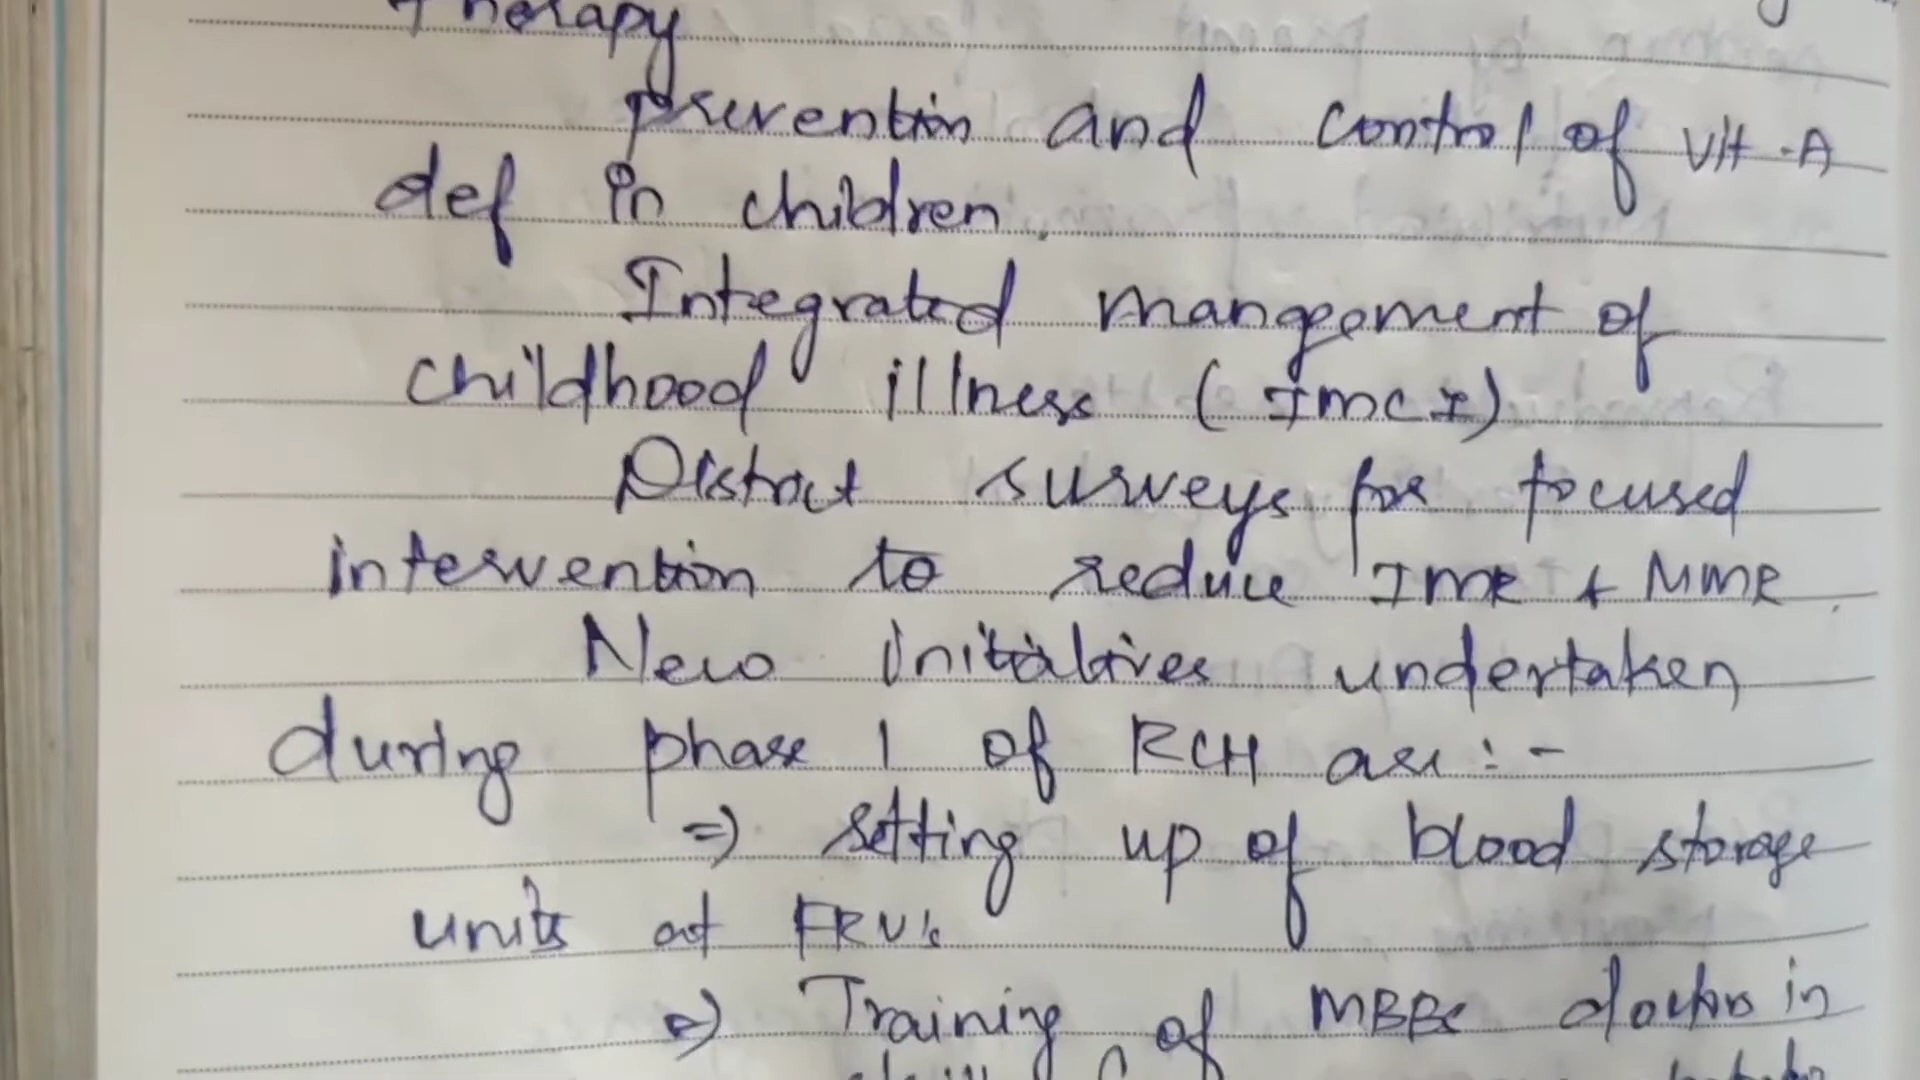 Therapy
prevention and control of vit-A
def in children.
Integrated mangement of
childhood illness (IMCI)
District surveys for focused
intervention to reduce IMR & MMR.
New initiatives undertaken
during phase 1 of RCH are :-
⇒ setting up of blood storage
units at FRU's
⇒ Training of MBBS doctors in